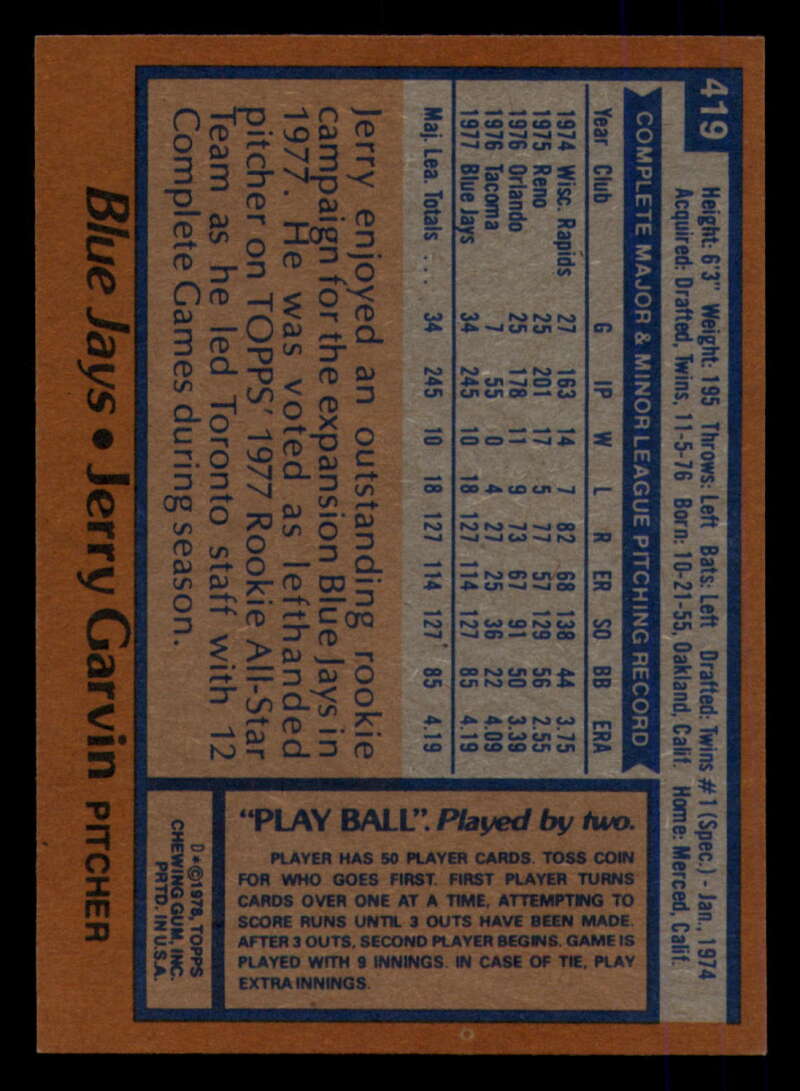 419
Height: 6'3" Weight: 195 Throws: Left Bats: Left Drafted: Twins #1 (Spec.) - Jan., 1974
Acquired: Drafted, Twins, 11-5-76 Born: 10-21-55, Oakland, Calif. Home: Merced, Calif.
COMPLETE MAJOR & MINOR LEAGUE PITCHING RECORD
Year Club G IP W L R ER SO BB ERA
1974 Wisc. Rapids 27 163 14 7 82 68 138 44 3.75
1975 Reno 25 201 17 5 77 57 129 56 2.55
1976 Orlando 25 178 11 9 73 67 91 50 3.39
1976 Tacoma 7 55 0 4 27 25 36 22 4.09
1977 Blue Jays 34 245 10 18 127 114 127 85 4.19
Maj. Lea. Totals ... 34 245 10 18 127 114 127 85 4.19
Jerry enjoyed an outstanding rookie
campaign for the expansion Blue Jays in
1977. He was voted as lefthanded
pitcher on TOPPS' 1977 Rookie All-Star
Team as he led Toronto staff with 12
Complete Games during season.
"PLAY BALL". Played by two.
PLAYER HAS 50 PLAYER CARDS. TOSS COIN
FOR WHO GOES FIRST. FIRST PLAYER TURNS
CARDS OVER ONE AT A TIME, ATTEMPTING TO
SCORE RUNS UNTIL 3 OUTS HAVE BEEN MADE.
AFTER 3 OUTS, SECOND PLAYER BEGINS. GAME IS
PLAYED WITH 9 INNINGS. IN CASE OF TIE, PLAY
EXTRA INNINGS.
D*©1978, TOPPS
CHEWING GUM, INC.
PRTD. IN U.S.A.
Blue Jays • Jerry Garvin PITCHER